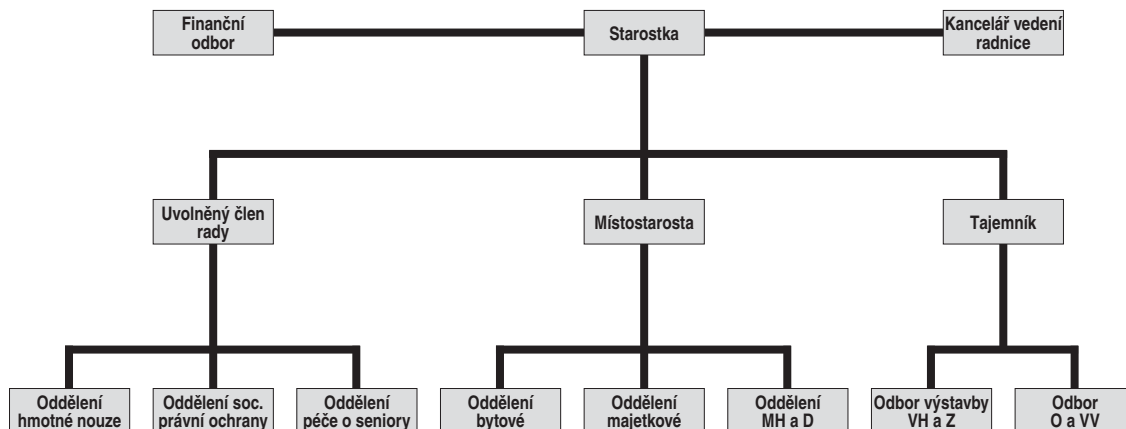 Finanční
odbor
Starostka
Kancelář vedení
radnice
Uvolněný člen
rady
Místostarosta
Tajemník
Oddělení
hmotné nouze
Oddělení soc.
právní ochrany
Oddělení
péče o seniory
Oddělení
bytové
Oddělení
majetkové
Oddělení
MH a D
Odbor výstavby
VH a Z
Odbor
O a VV